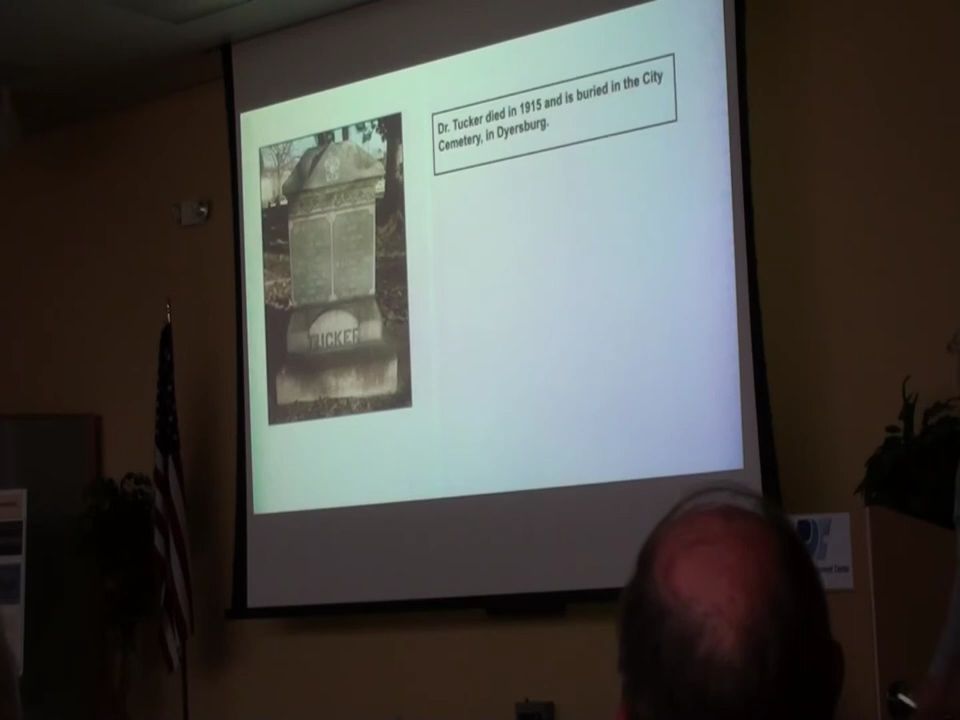 Dr. Tucker died in 1915 and is buried in the City
Cemetery, in Dyersburg.
TUCKER